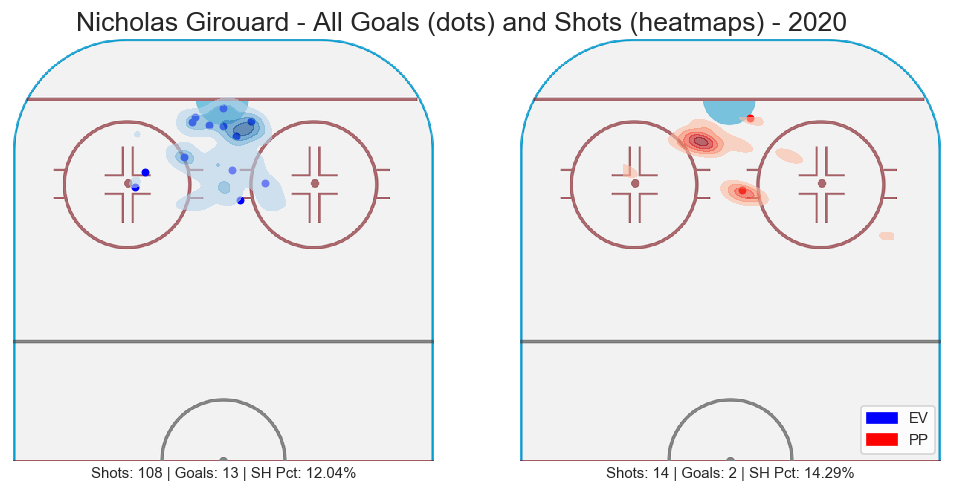 Nicholas Girouard - All Goals (dots) and Shots (heatmaps) - 2020
EV
PP
Shots: 108 | Goals: 13 | SH Pct: 12.04%
Shots: 14 | Goals: 2 | SH Pct: 14.29%